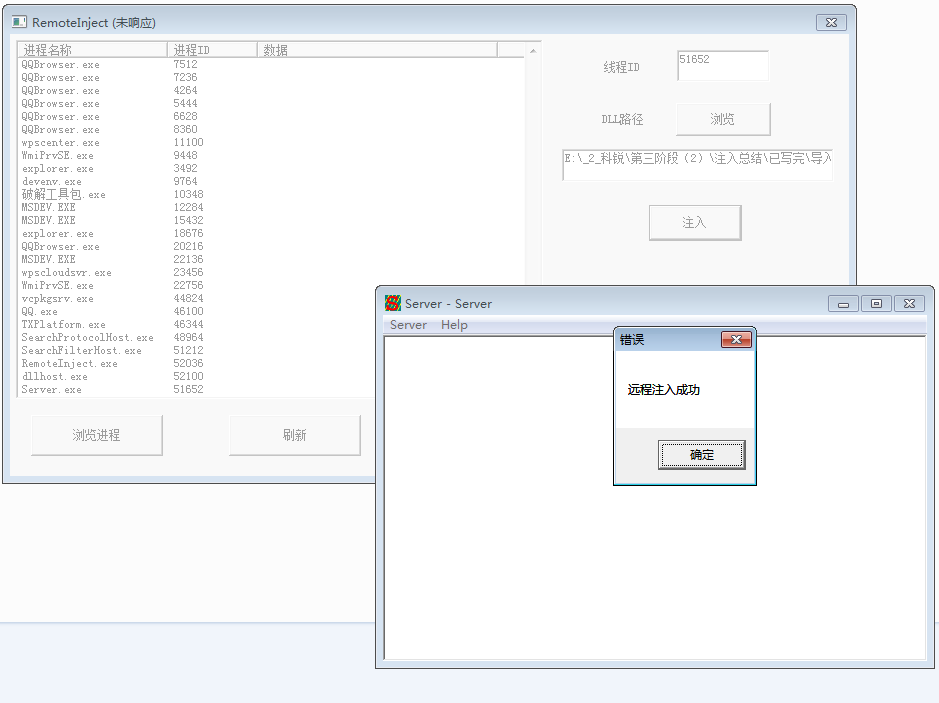 RemoteInject (未响应)
进程名称 进程ID 数据
QQBrowser.exe 7512
QQBrowser.exe 7236
QQBrowser.exe 4264
QQBrowser.exe 5444
QQBrowser.exe 6628
QQBrowser.exe 8360
wpscenter.exe 11100
WmiPrvSE.exe 9448
explorer.exe 3492
devenv.exe 9764
破解工具包.exe 10348
MSDEV.EXE 12284
MSDEV.EXE 15432
explorer.exe 18676
QQBrowser.exe 20216
MSDEV.EXE 22136
wpscloudsvr.exe 23456
WmiPrvSE.exe 22756
vcpkgsrv.exe 44824
QQ.exe 46100
TXPlatform.exe 46344
SearchProtocolHost.exe 48964
SearchFilterHost.exe 51212
RemoteInject.exe 52036
dllhost.exe 52100
Server.exe 51652
浏览进程
刷新
线程ID
51652
DLL路径
浏览
E:\_2_科锐\第三阶段（2）\注入总结\已写完\导入
注入
Server - Server
Server Help
错误
远程注入成功
确定